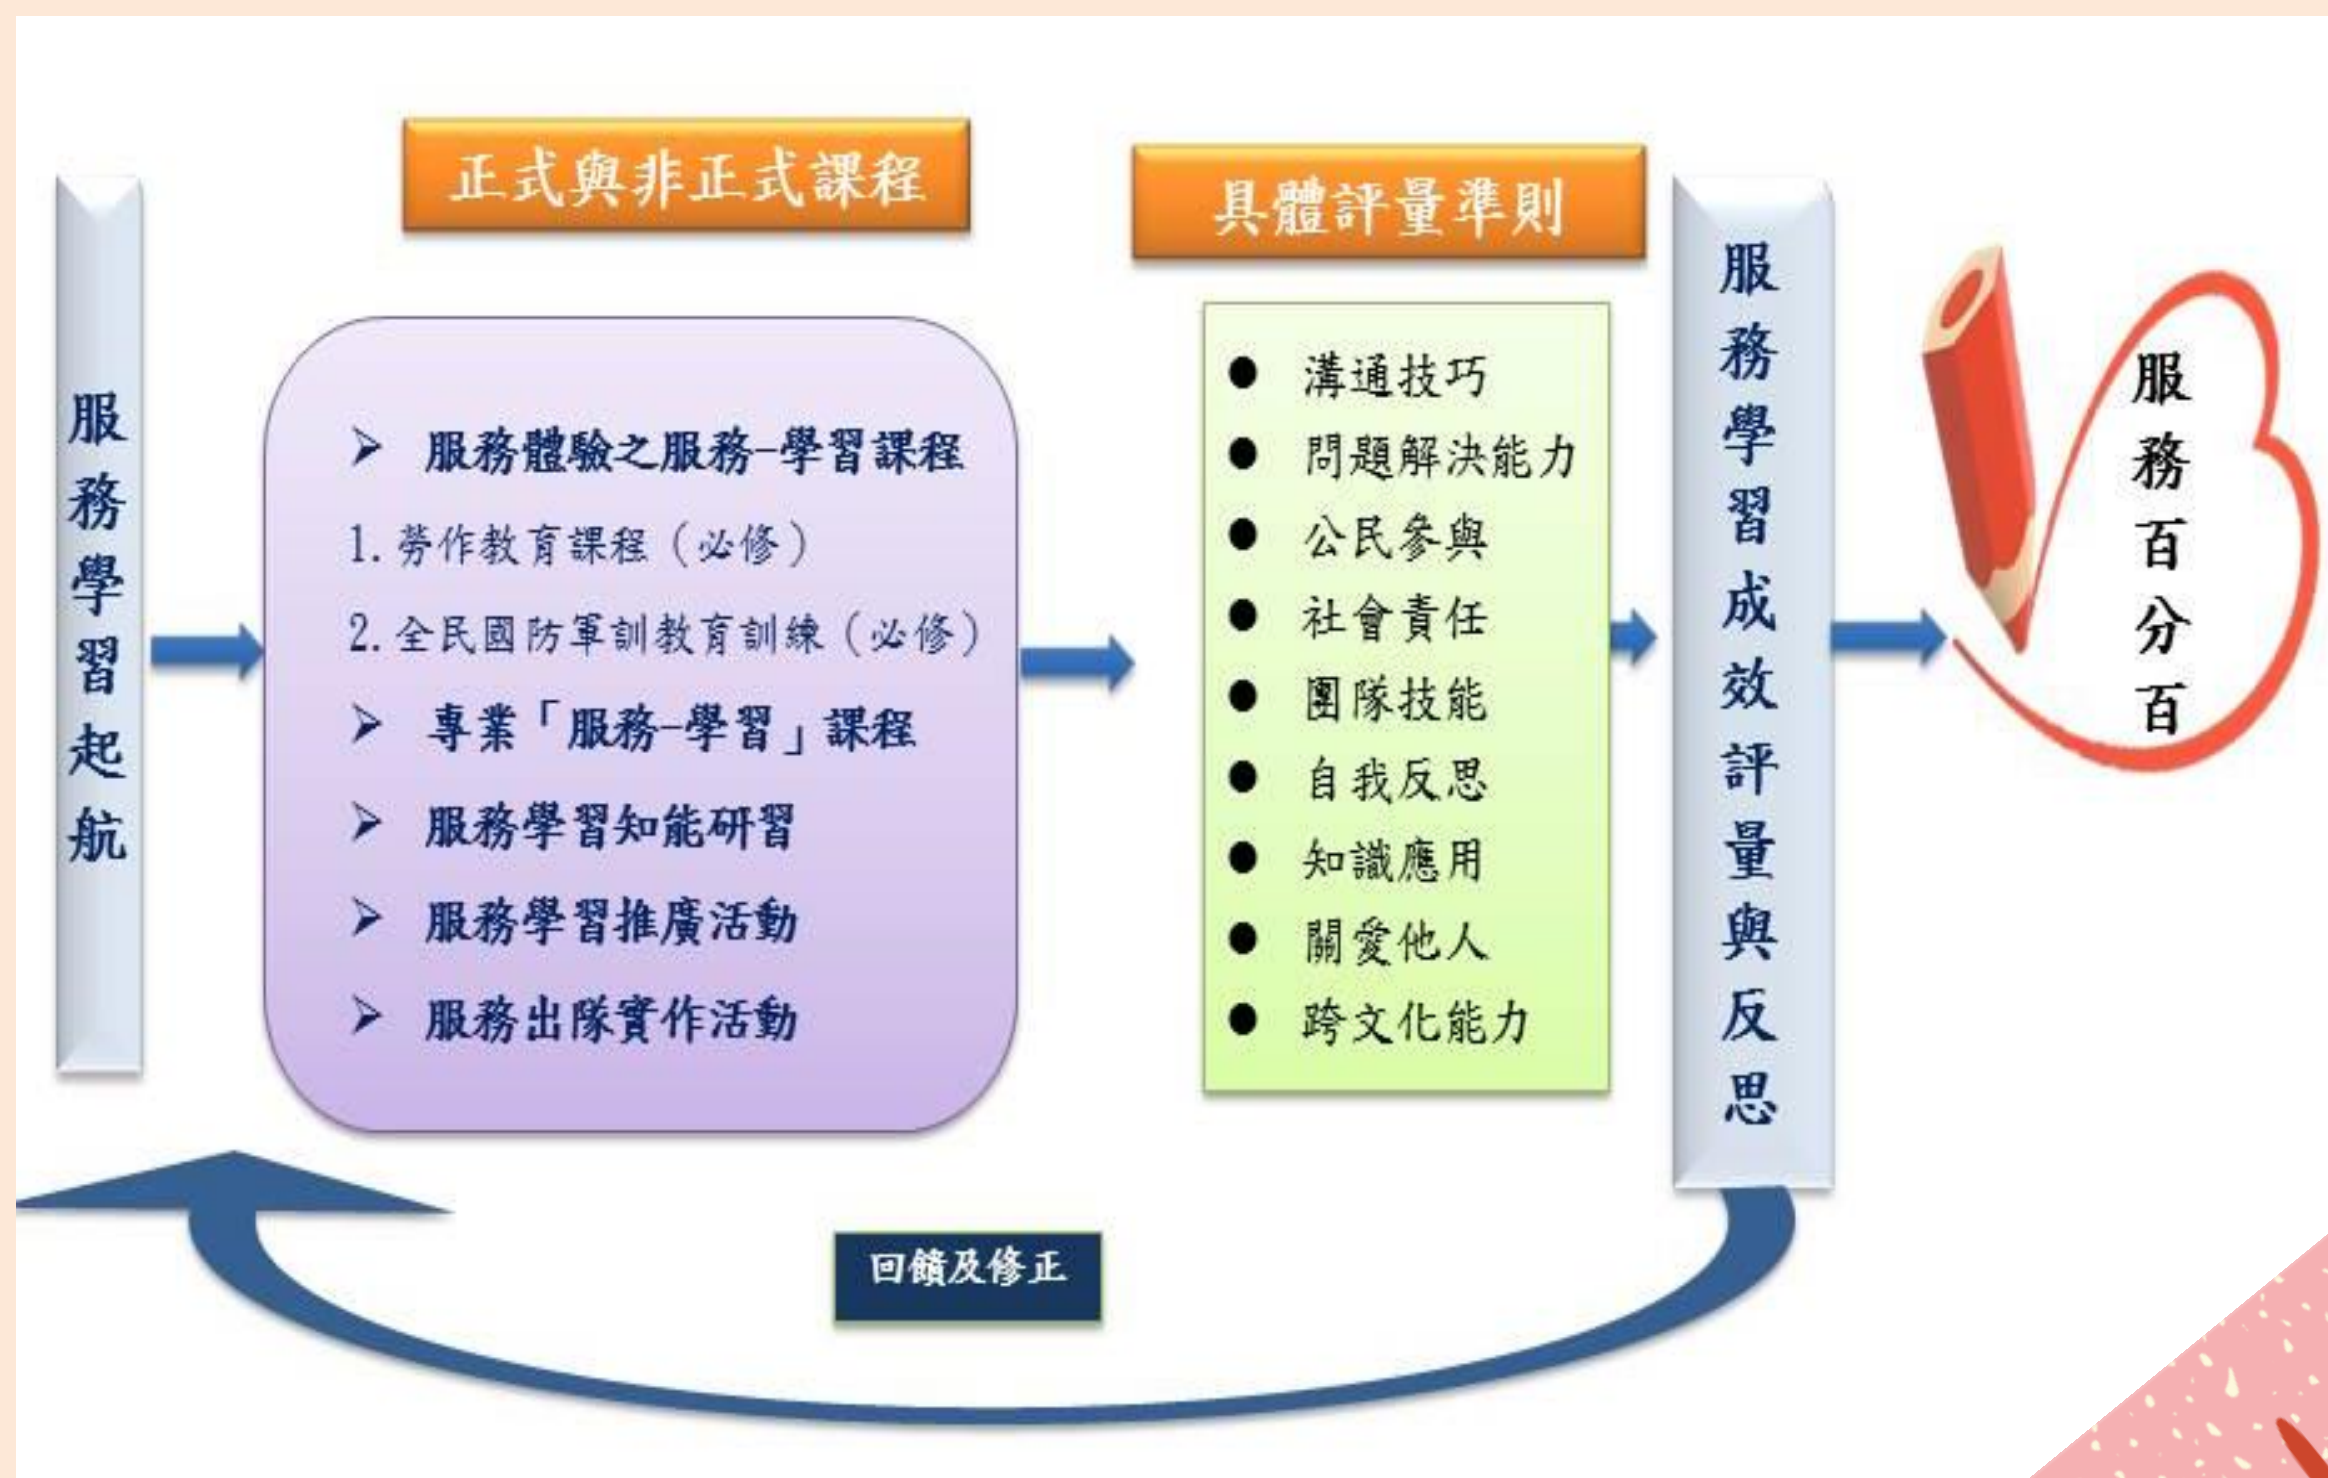 服務學習起航
正式與非正式課程
服務體驗之服務-學習課程
1.勞作教育課程（必修）
2.全民國防軍訓教育訓練（必修）
專業「服務-學習」課程
服務學習知能研習
服務學習推廣活動
服務出隊實作活動
具體評量準則
溝通技巧
問題解決能力
公民參與
社會責任
團隊技能
自我反思
知識應用
關愛他人
跨文化能力
服務學習成效評量與反思
服務百分百
回饋及修正